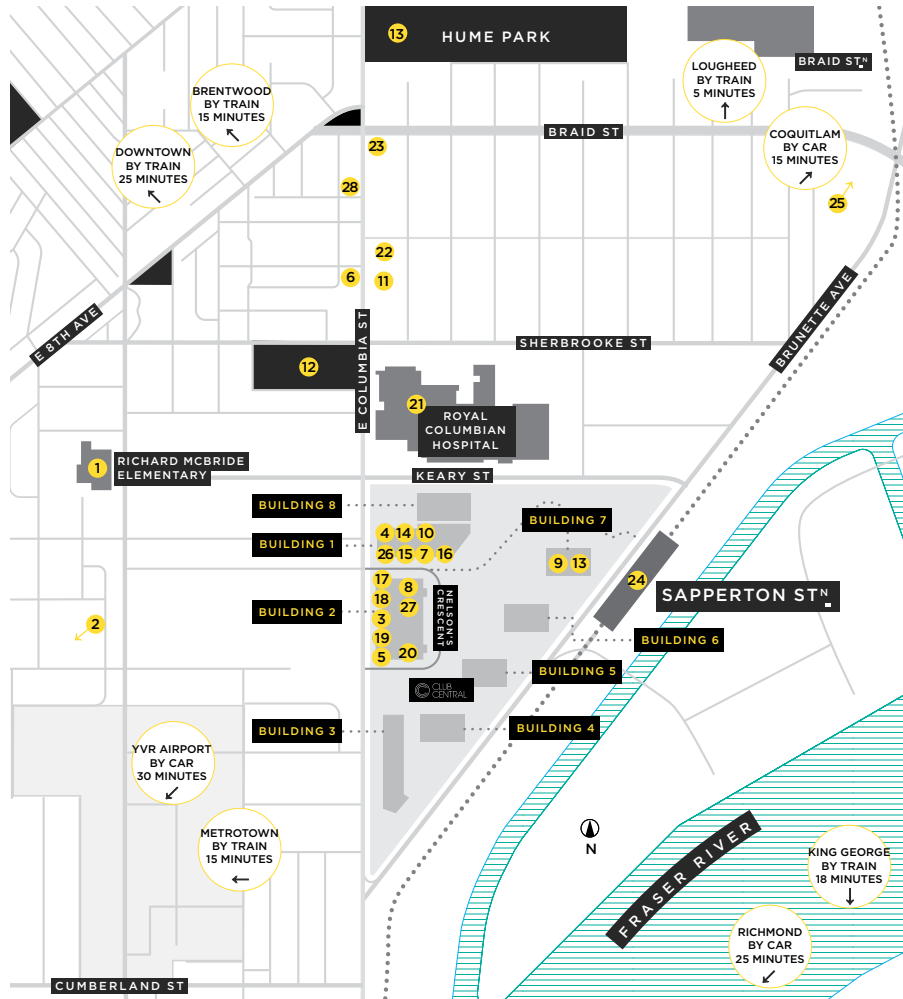 13
HUME PARK
LOUGHEED
BY TRAIN
5 MINUTES
BRAID STN
BRENTWOOD
BY TRAIN
15 MINUTES
BRAID ST
COQUITLAM
BY CAR
15 MINUTES
DOWNTOWN
BY TRAIN
25 MINUTES
23
28
25
22
6
11
E 8TH AVE
E COLUMBIA ST
BRUNETTE AVE
SHERBROOKE ST
12
21
ROYAL
COLUMBIAN
HOSPITAL
1
RICHARD MCBRIDE
ELEMENTARY
KEARY ST
BUILDING 8
BUILDING 7
BUILDING 1
4 14 10
26 15 7 16
9 13
17
8
24
18
27
SAPPERTON STN
BUILDING 2
3
NELSON'S
CRESCENT
2
19
BUILDING 6
5
20
BUILDING 5
CLUB
CENTRAL
BUILDING 3
BUILDING 4
YVR AIRPORT
BY CAR
30 MINUTES
METROTOWN
BY TRAIN
15 MINUTES
N
FRASER RIVER
KING GEORGE
BY TRAIN
18 MINUTES
RICHMOND
BY CAR
25 MINUTES
CUMBERLAND ST